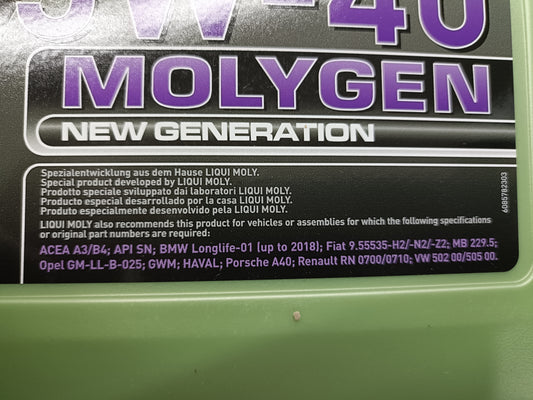 5W-40
MOLYGEN
NEW GENERATION
Spezialentwicklung aus dem Hause LIQUI MOLY.
Special product developed by LIQUI MOLY.
Prodotto speciale sviluppato dai laboratori LIQUI MOLY.
Producto especial desarrollado por la casa LIQUI MOLY.
Produto especialmente desenvolvido pela LIQUI MOLY.
LIQUI MOLY also recommends this product for vehicles or assemblies for which the following specifications
or original part numbers are required:
ACEA A3/B4; API SN; BMW Longlife-01 (up to 2018); Fiat 9.55535-H2/-N2/-Z2; MB 229.5;
Opel GM-LL-B-025; GWM; HAVAL; Porsche A40; Renault RN 0700/0710; VW 502 00/505 00.
6085782303